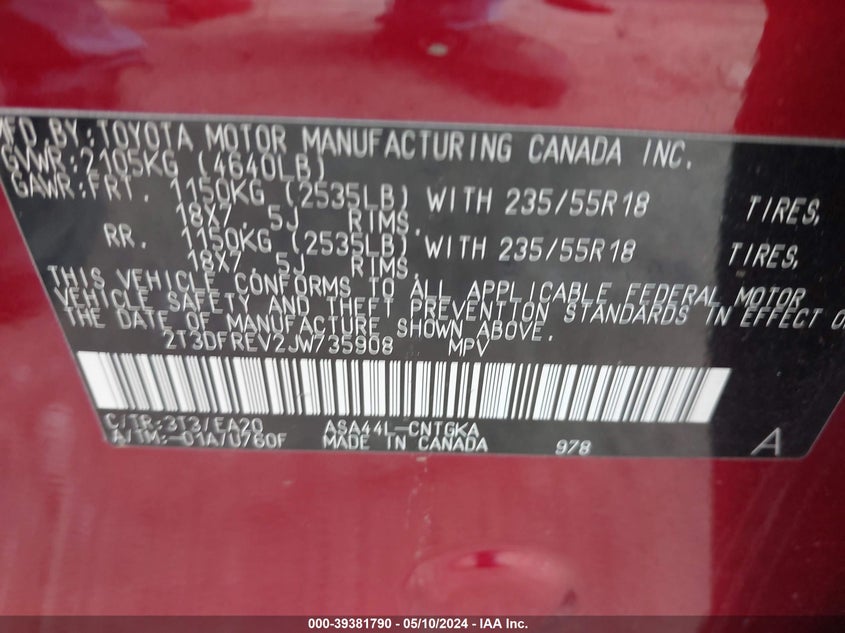 MFD BY:TOYOTA MOTOR MANUFACTURING CANADA INC.
GVWR:2105KG (4640LB)
GAWR:FRT. 1150KG (2535LB) WITH 235/55R18 TIRES,
18X7.5J RIMS,
RR. 1150KG (2535LB) WITH 235/55R18 TIRES,
18X7.5J RIMS,
THIS VEHICLE CONFORMS TO ALL APPLICABLE FEDERAL MOTOR
VEHICLE SAFETY AND THEFT PREVENTION STANDARDS IN EFFECT O
THE DATE OF MANUFACTURE SHOWN ABOVE.
2T3DFREV2JW735908 MPV
C/TR:3T3/EA20 ASA44L-CNTGKA
A/TM:-01A/U760F MADE IN CANADA 978 A
000-39381790 - 05/10/2024 - IAA Inc.